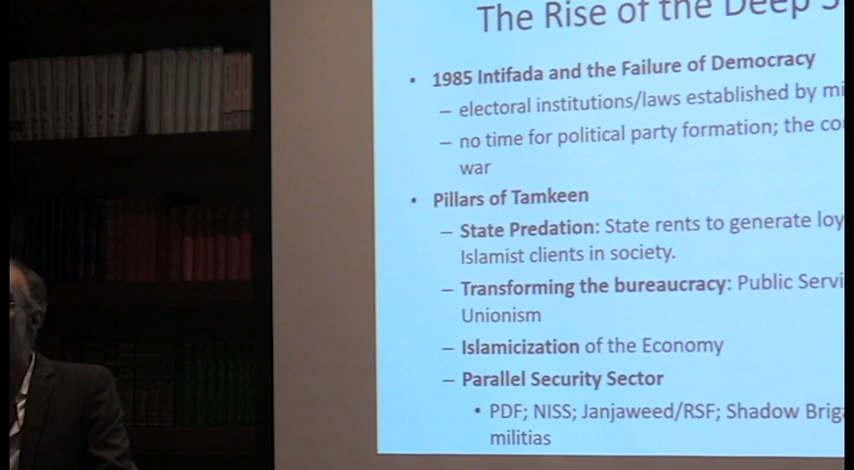 The Rise of the Deep S
• 1985 Intifada and the Failure of Democracy
– electoral institutions/laws established by mi
– no time for political party formation; the co
war
• Pillars of Tamkeen
– State Predation: State rents to generate loy
Islamist clients in society.
– Transforming the bureaucracy: Public Servi
Unionism
– Islamicization of the Economy
– Parallel Security Sector
• PDF; NISS; Janjaweed/RSF; Shadow Briga
militias